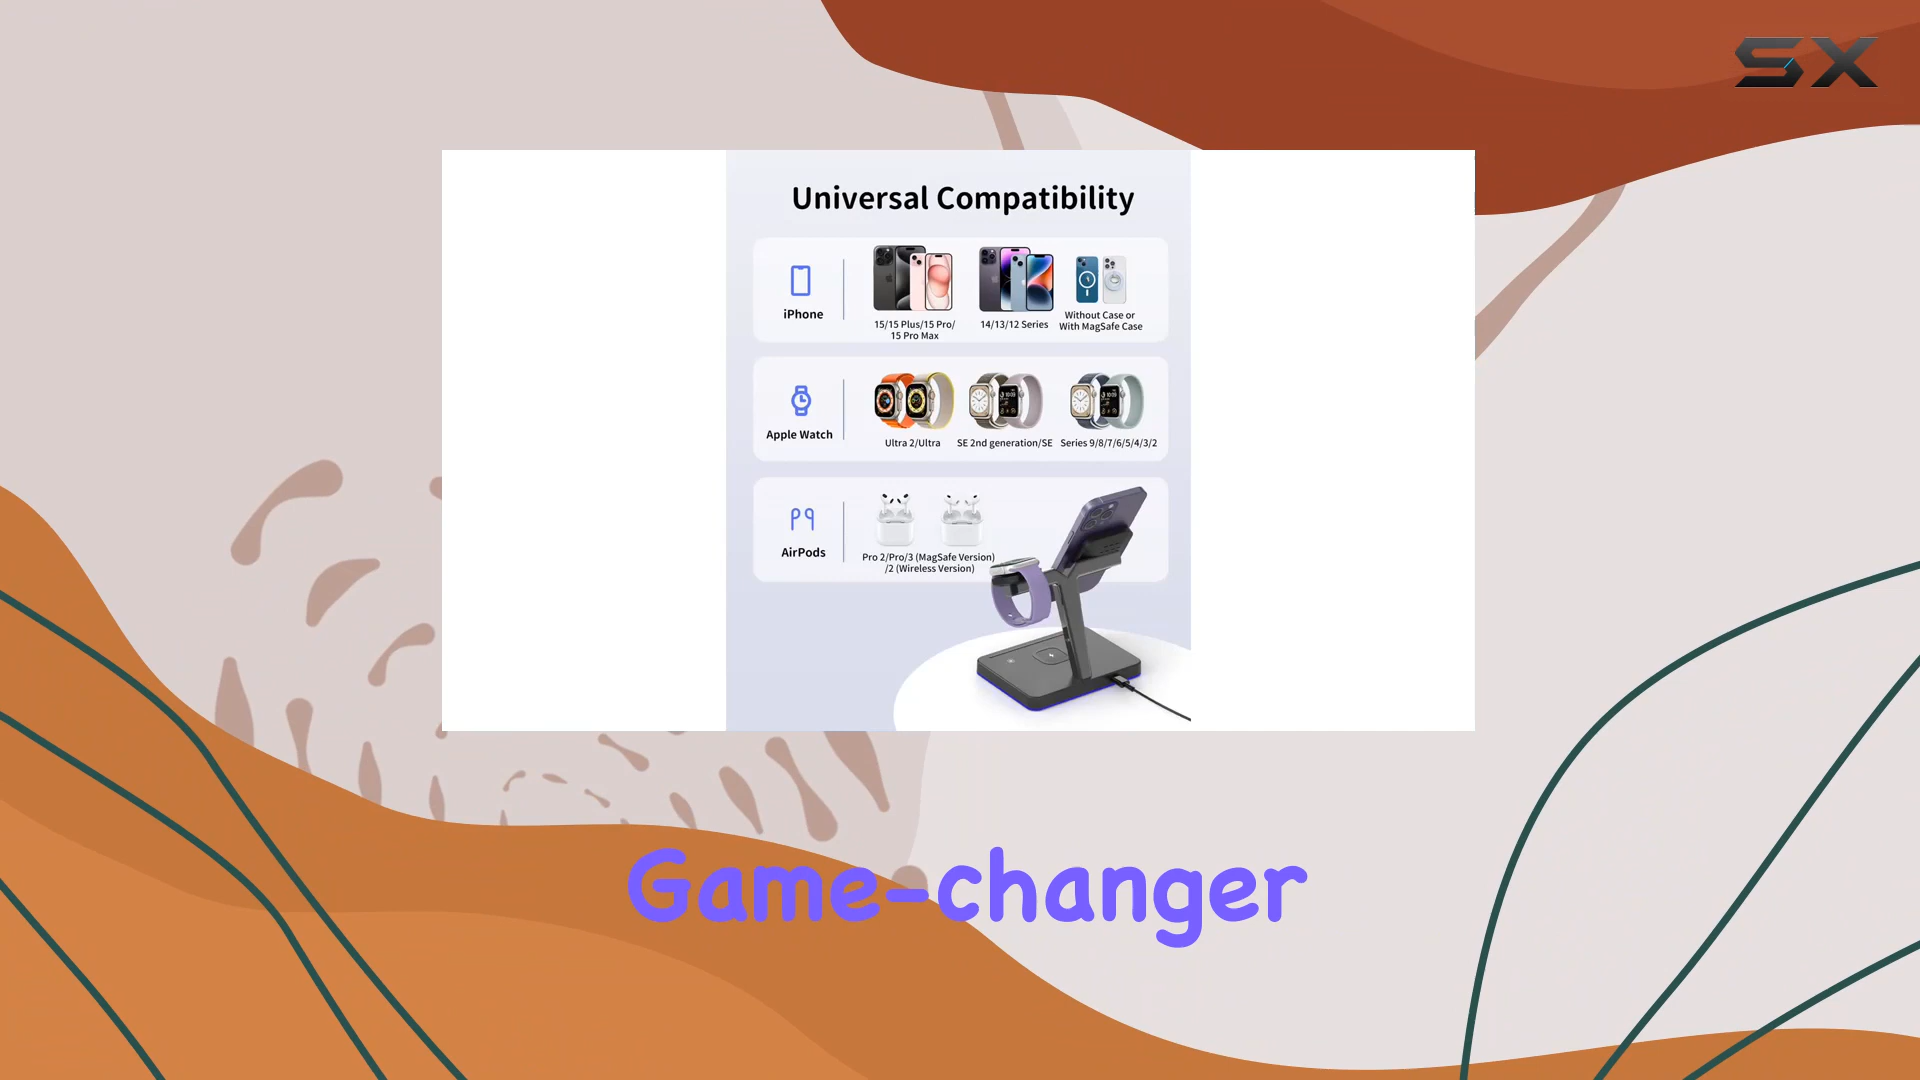 SX
Universal Compatibility
iPhone
15/15 Plus/15 Pro/
15 Pro Max
14/13/12 Series
Without Case or
With MagSafe Case
Apple Watch
Ultra 2/Ultra
SE 2nd generation/SE
Series 9/8/7/6/5/4/3/2
AirPods
Pro 2/Pro/3 (MagSafe Version)
/2 (Wireless Version)
Game-changer